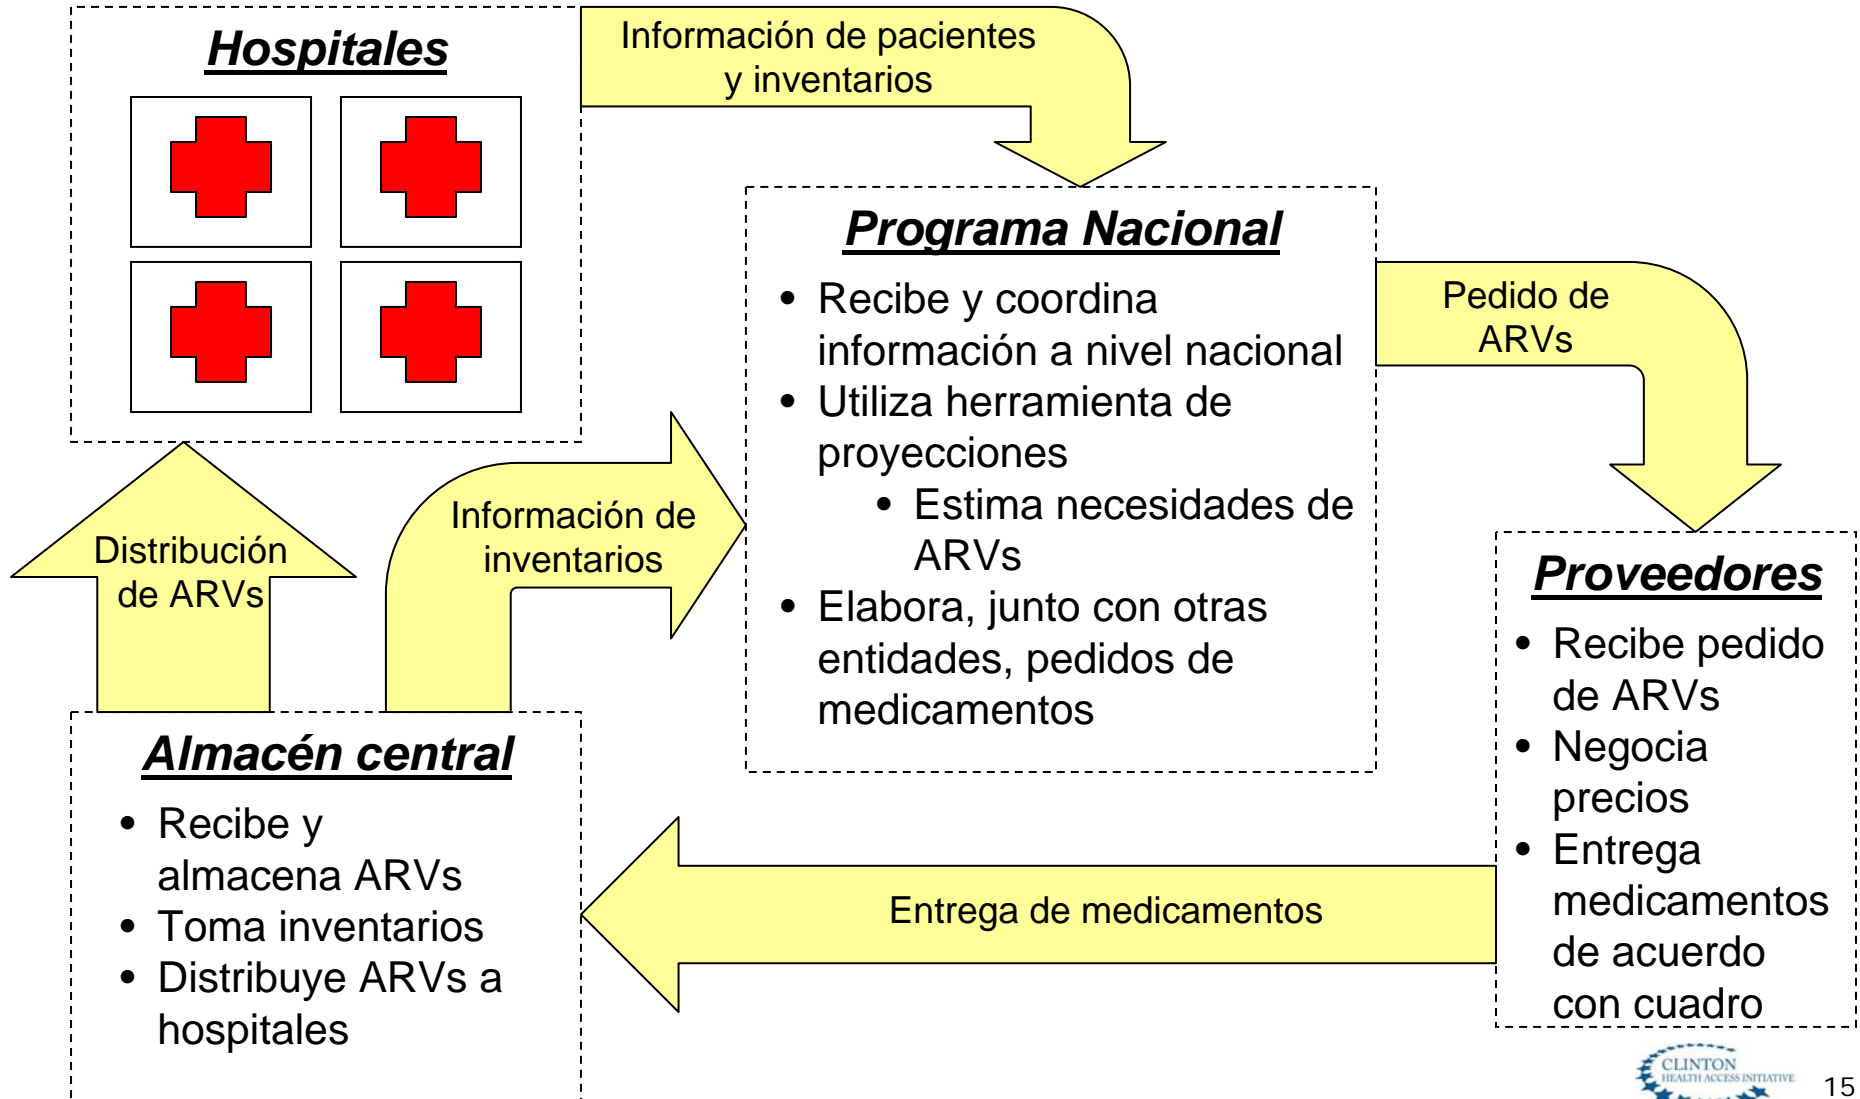 Hospitales
Información de pacientes
y inventarios
Programa Nacional
• Recibe y coordina
información a nivel nacional
• Utiliza herramienta de
proyecciones
• Estima necesidades de
ARVs
• Elabora, junto con otras
entidades, pedidos de
medicamentos
Pedido de
ARVs
Distribución
de ARVs
Información de
inventarios
Proveedores
• Recibe pedido
de ARVs
• Negocia
precios
• Entrega
medicamentos
de acuerdo
con cuadro
Almacén central
• Recibe y
almacena ARVs
• Toma inventarios
• Distribuye ARVs a
hospitales
Entrega de medicamentos
CLINTON
HEALTH ACCESS INITIATIVE
15